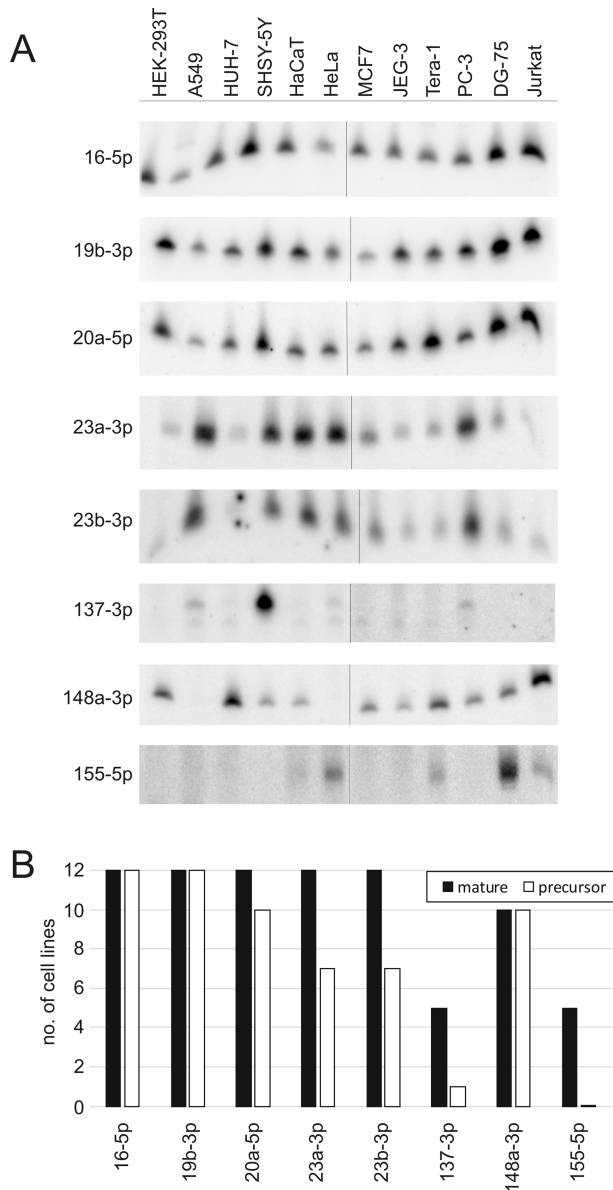 A
HEK-293T
A549
HUH-7
SHSY-5Y
HaCaT
HeLa
MCF7
JEG-3
Tera-1
PC-3
DG-75
Jurkat
16-5p
19b-3p
20a-5p
23a-3p
23b-3p
137-3p
148a-3p
155-5p
B
no. of cell lines
12
10
8
6
4
2
0
mature
precursor
16-5p
19b-3p
20a-5p
23a-3p
23b-3p
137-3p
148a-3p
155-5p